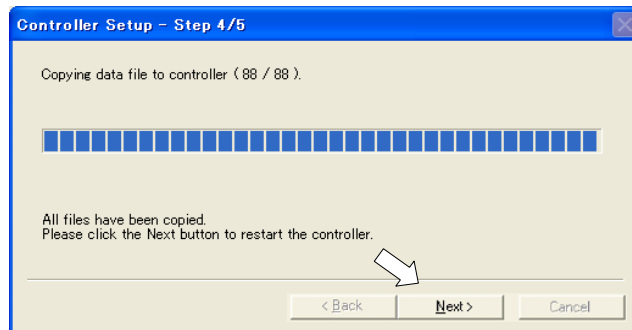 Controller Setup - Step 4/5
Copying data file to controller ( 88 / 88 ).
All files have been copied.
Please click the Next button to restart the controller.
< Back Next > Cancel